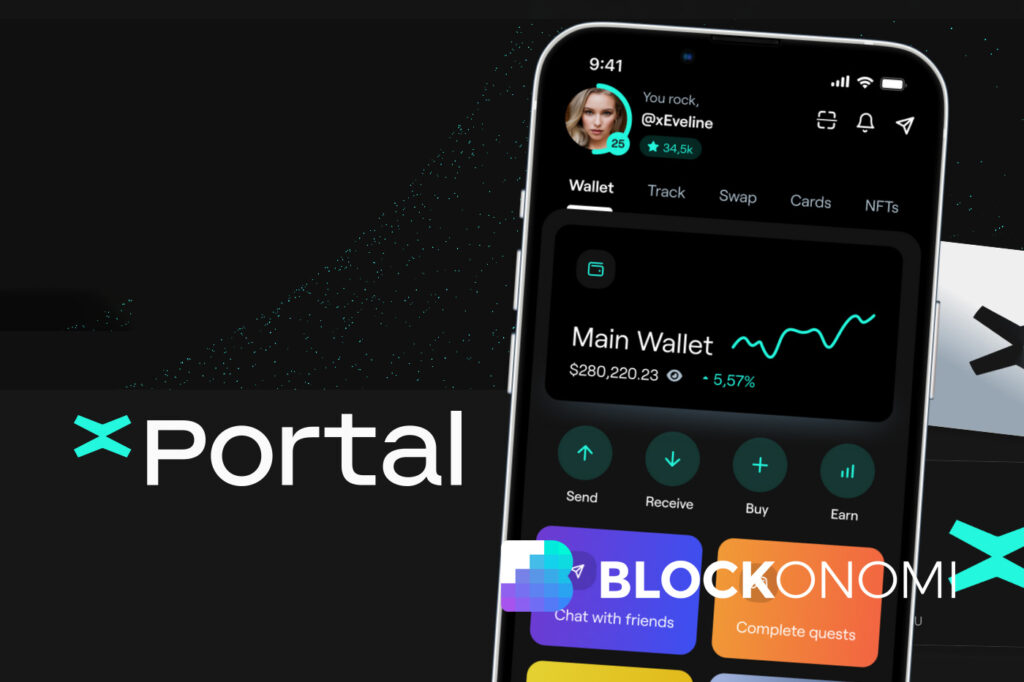 9:41
You rock,
@xEveline
25
34,5k
Wallet Track Swap Cards NFTs
Main Wallet
$280,220.23
5,57%
Portal
Send Receive Buy Earn
BLOCKONOMI
Chat with friends
Complete quests
U